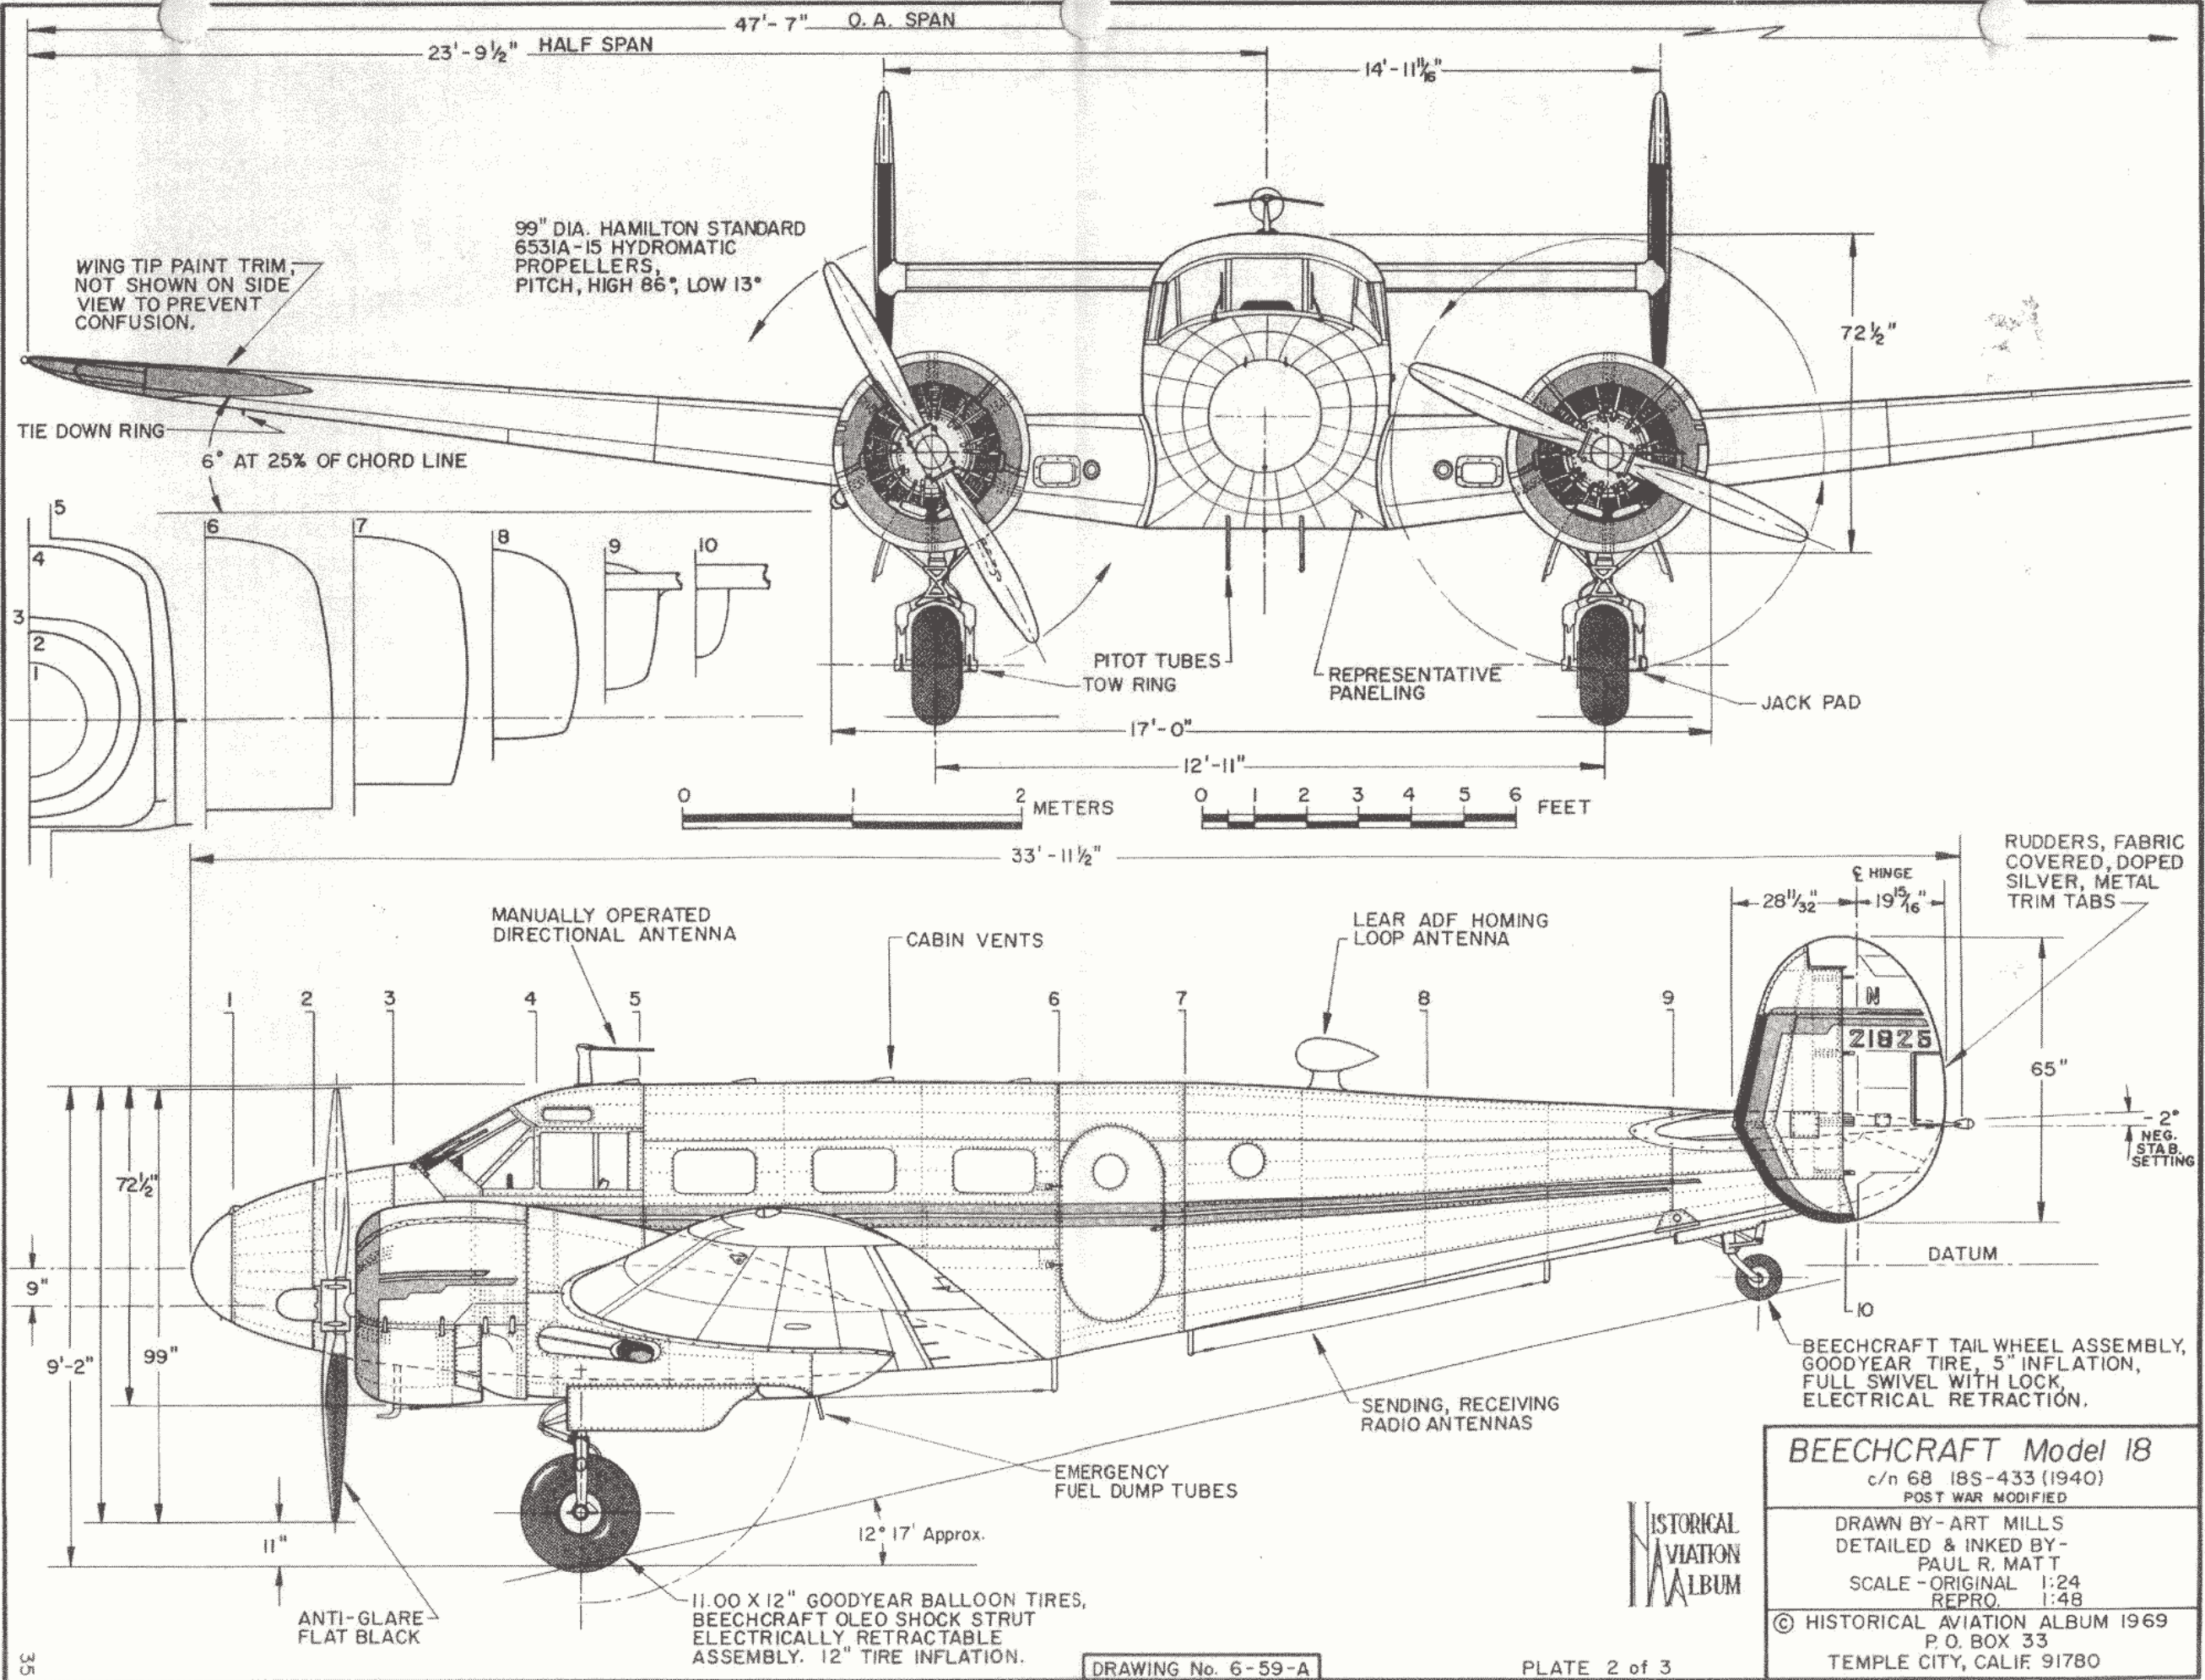 47'- 7" O. A. SPAN
23'-9½" HALF SPAN
14'-11 11/16"
99" DIA. HAMILTON STANDARD
6531A-15 HYDROMATIC
PROPELLERS,
PITCH, HIGH 86°, LOW 13°
WING TIP PAINT TRIM,
NOT SHOWN ON SIDE
VIEW TO PREVENT
CONFUSION.
72½"
TIE DOWN RING
6° AT 25% OF CHORD LINE
5
4
3
2
1
6
7
8
9
10
PITOT TUBES
TOW RING
REPRESENTATIVE
PANELING
JACK PAD
17'-0"
12'-11"
0 1 2 METERS
0 1 2 3 4 5 6 FEET
33'-11½"
RUDDERS, FABRIC
COVERED, DOPED
SILVER, METAL
TRIM TABS
℄ HINGE
28 11/32"
19 15/16"
MANUALLY OPERATED
DIRECTIONAL ANTENNA
CABIN VENTS
LEAR ADF HOMING
LOOP ANTENNA
1 2 3 4 5 6 7 8 9
N
21925
65"
-2°
NEG.
STAB.
SETTING
72½"
9"
9'-2"
99"
11"
DATUM
10
BEECHCRAFT TAIL WHEEL ASSEMBLY,
GOODYEAR TIRE, 5" INFLATION,
FULL SWIVEL WITH LOCK,
ELECTRICAL RETRACTION.
SENDING, RECEIVING
RADIO ANTENNAS
EMERGENCY
FUEL DUMP TUBES
12° 17' Approx.
ANTI-GLARE
FLAT BLACK
11.00 X 12" GOODYEAR BALLOON TIRES,
BEECHCRAFT OLEO SHOCK STRUT
ELECTRICALLY RETRACTABLE
ASSEMBLY. 12" TIRE INFLATION.
HISTORICAL
AVIATION
ALBUM
BEECHCRAFT Model 18
c/n 68 18S-433 (1940)
POST WAR MODIFIED
DRAWN BY- ART MILLS
DETAILED & INKED BY-
PAUL R. MATT
SCALE - ORIGINAL 1:24
REPRO. 1:48
© HISTORICAL AVIATION ALBUM 1969
P. O. BOX 33
TEMPLE CITY, CALIF. 91780
DRAWING No. 6-59-A
PLATE 2 of 3
35